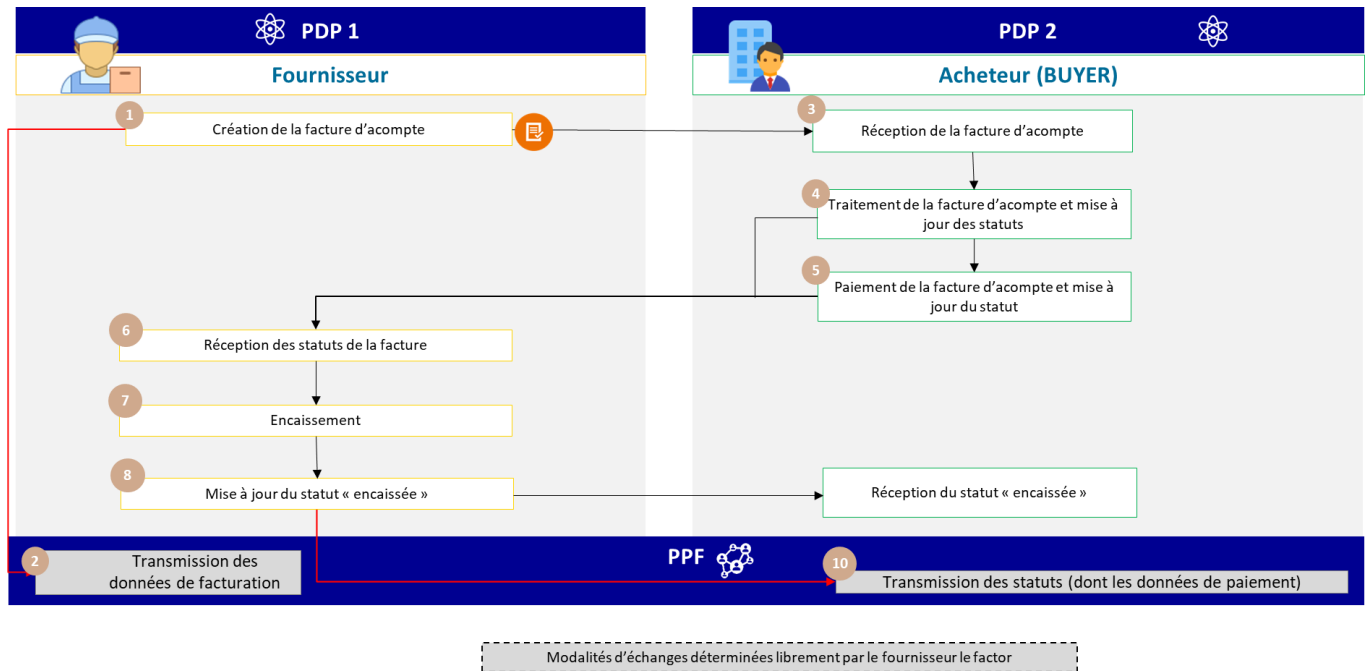 PDP 1
PDP 2
Fournisseur
Acheteur (BUYER)
1
Création de la facture d’acompte
3
Réception de la facture d’acompte
4
Traitement de la facture d’acompte et mise à
jour des statuts
5
Paiement de la facture d’acompte et mise à
jour du statut
6
Réception des statuts de la facture
7
Encaissement
8
Mise à jour du statut « encaissée »
Réception du statut « encaissée »
PPF
2
Transmission des
données de facturation
10
Transmission des statuts (dont les données de paiement)
Modalités d’échanges déterminées librement par le fournisseur le factor